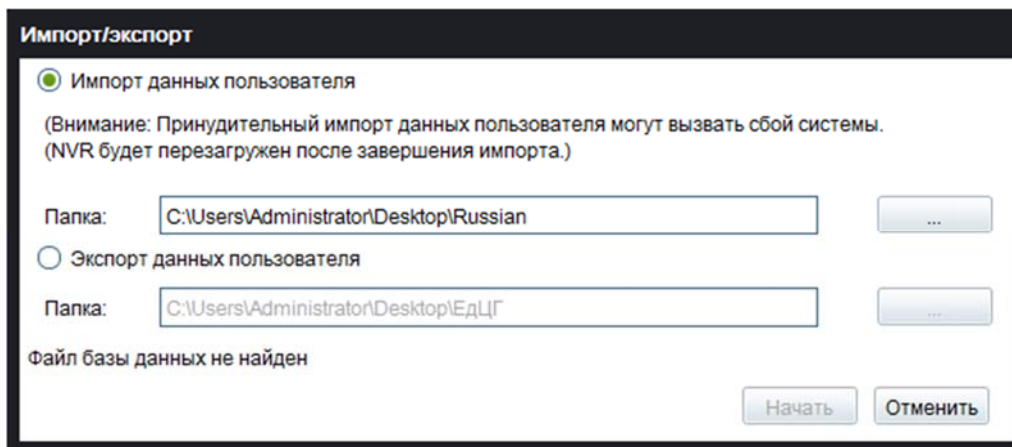 Импорт/экспорт
Импорт данных пользователя
(Внимание: Принудительный импорт данных пользователя могут вызвать сбой системы.
(NVR будет перезагружен после завершения импорта.)
Папка: C:\Users\Administrator\Desktop\Russian ...
Экспорт данных пользователя
Папка: C:\Users\Administrator\Desktop\ЕдЦГ ...
Файл базы данных не найден
Начать Отменить